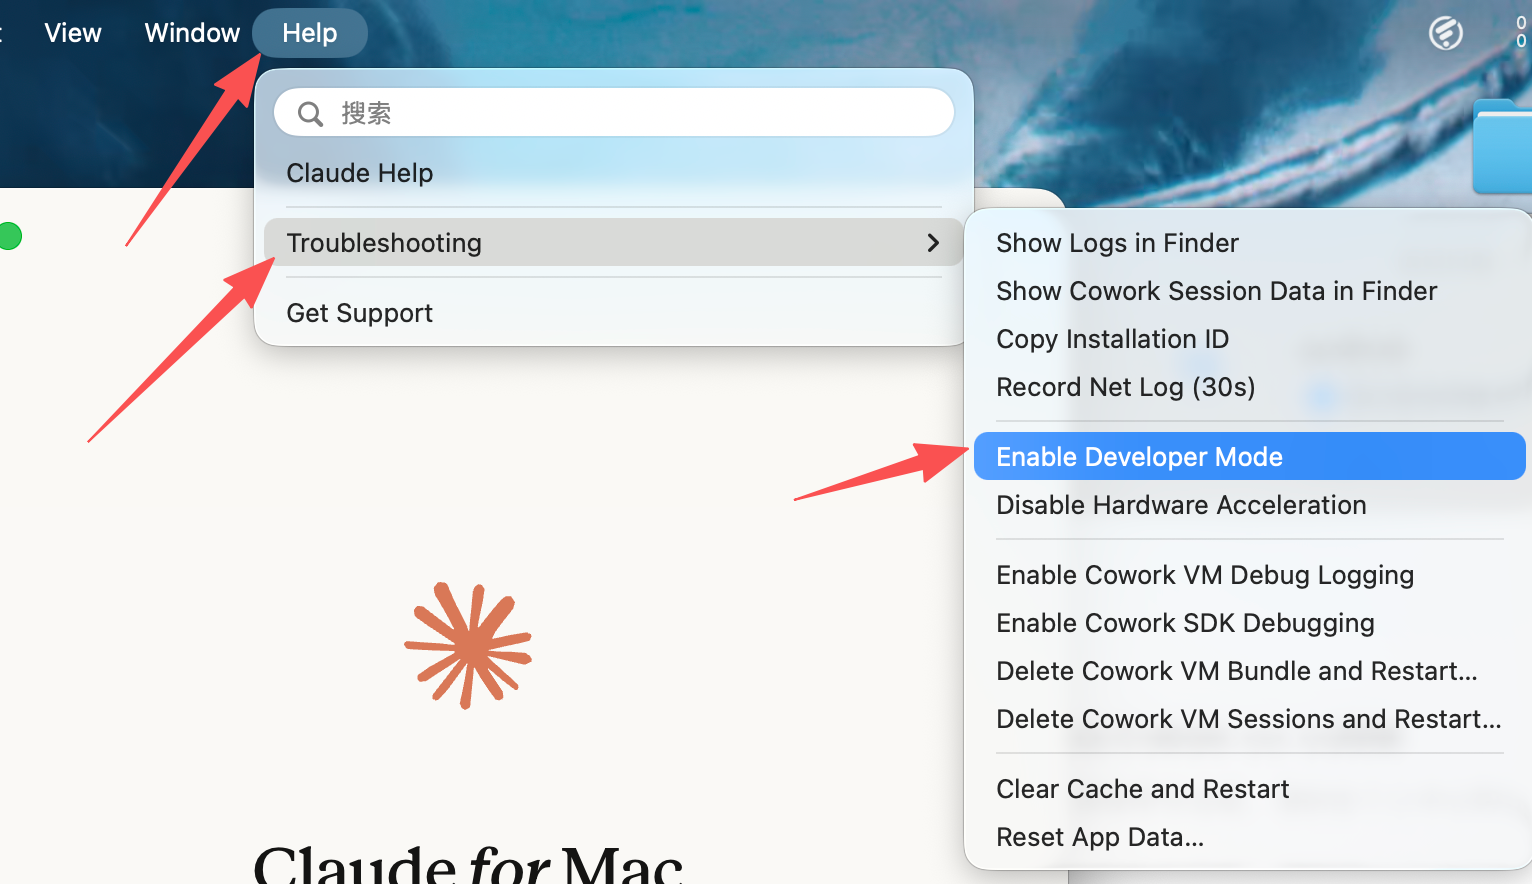 View Window Help
搜索
Claude Help
Troubleshooting
Get Support
Show Logs in Finder
Show Cowork Session Data in Finder
Copy Installation ID
Record Net Log (30s)
Enable Developer Mode
Disable Hardware Acceleration
Enable Cowork VM Debug Logging
Enable Cowork SDK Debugging
Delete Cowork VM Bundle and Restart...
Delete Cowork VM Sessions and Restart...
Clear Cache and Restart
Reset App Data...
Claude for Mac